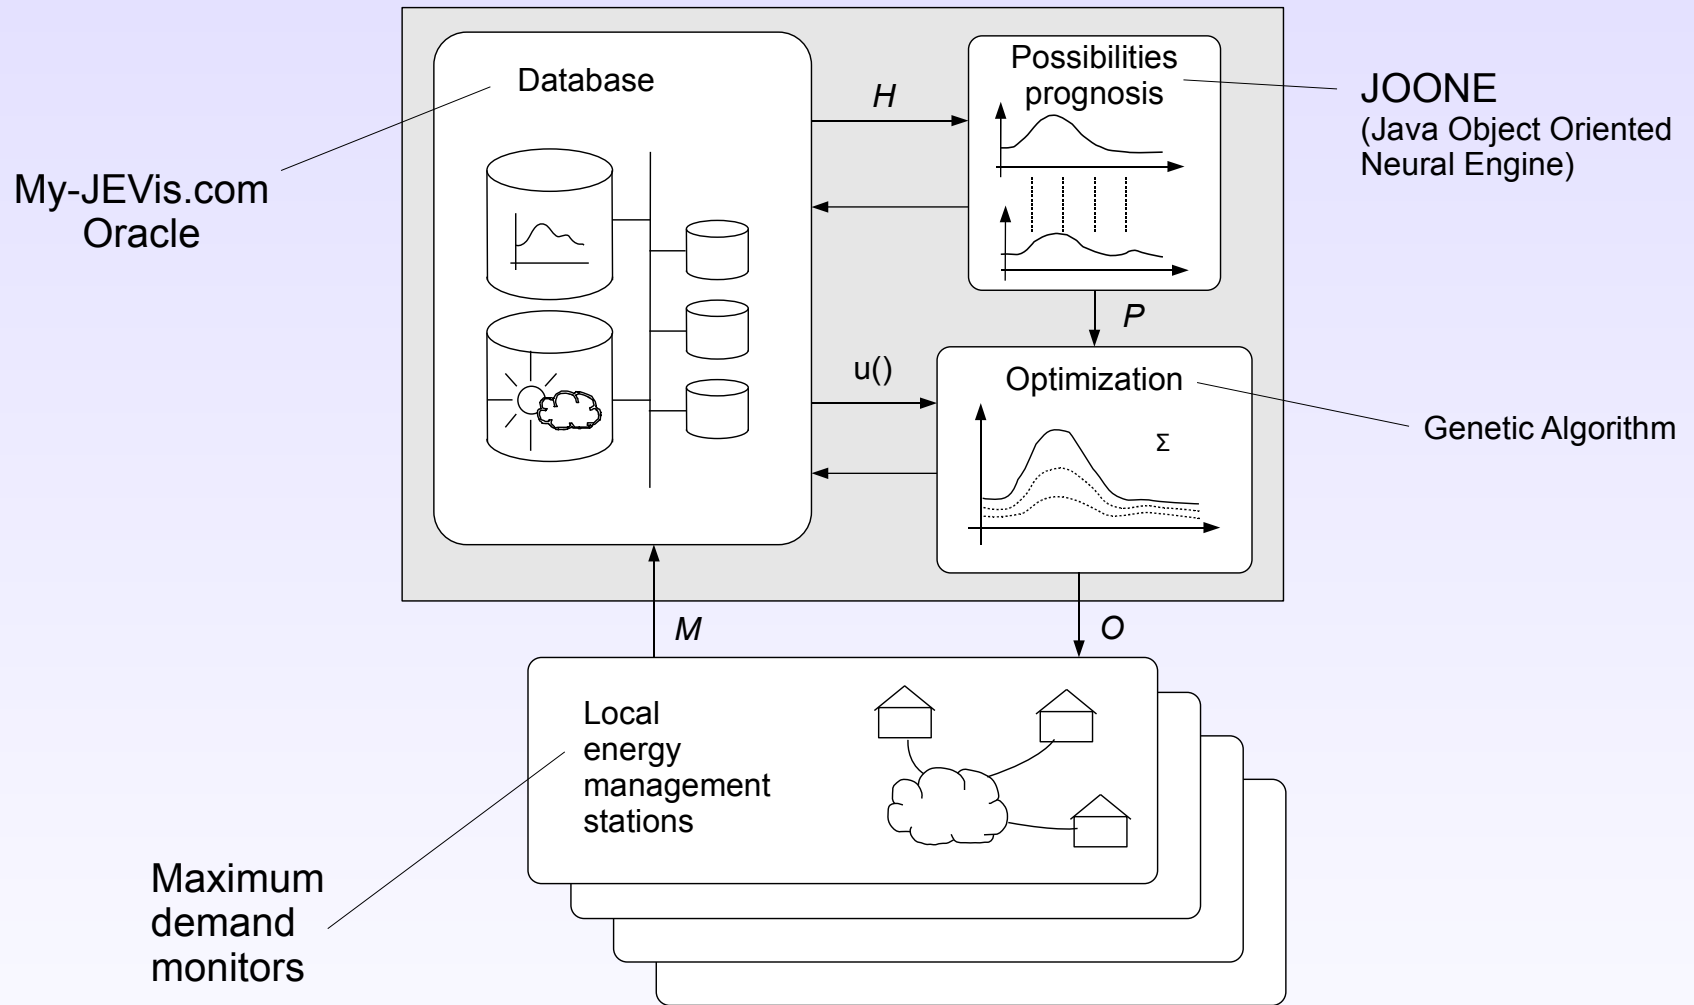 Database
H
Possibilities
prognosis
JOONE
(Java Object Oriented
Neural Engine)
My-JEVis.com
Oracle
P
u()
Optimization
Σ
Genetic Algorithm
M
O
Local
energy
management
stations
Maximum
demand
monitors